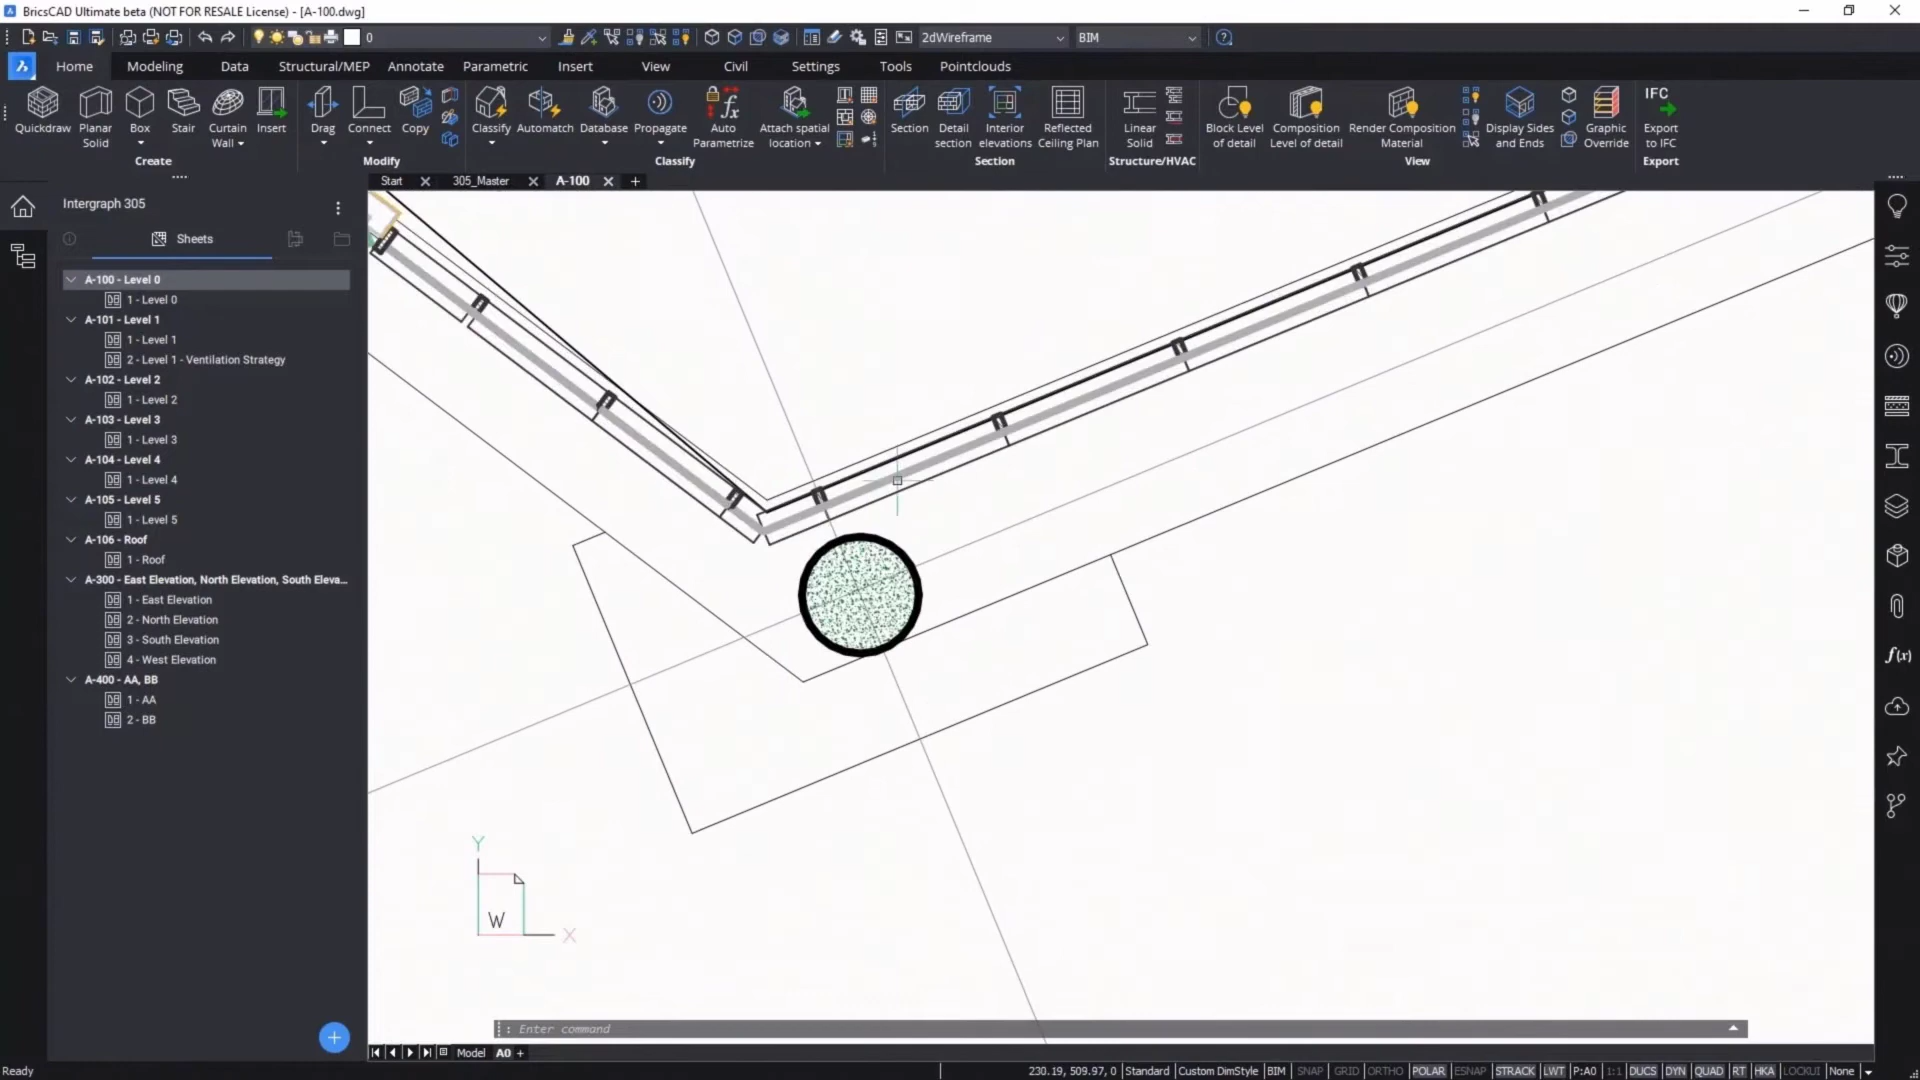 BricsCAD Ultimate beta (NOT FOR RESALE License) - [A-100.dwg]
0
2dWireframe
BIM
Home Modeling Data Structural/MEP Annotate Parametric Insert View Civil Settings Tools Pointclouds
Quickdraw Planar Solid Box Stair Curtain Wall Insert
Create
Drag Connect Copy
Modify
Classify Automatch Database Propagate Auto Parametrize Attach spatial location
Classify
Section Detail section Interior elevations Reflected Ceiling Plan
Section
Linear Solid
Structure/HVAC
Block Level of detail Composition Level of detail Render Composition Material Display Sides and Ends Graphic Override
View
IFC
Export to IFC
Export
Start 305_Master A-100
Intergraph 305
Sheets
A-100 - Level 0
1 - Level 0
A-101 - Level 1
1 - Level 1
2 - Level 1 - Ventilation Strategy
A-102 - Level 2
1 - Level 2
A-103 - Level 3
1 - Level 3
A-104 - Level 4
1 - Level 4
A-105 - Level 5
1 - Level 5
A-106 - Roof
1 - Roof
A-300 - East Elevation, North Elevation, South Eleva...
1 - East Elevation
2 - North Elevation
3 - South Elevation
4 - West Elevation
A-400 - AA, BB
1 - AA
2 - BB
Y
W
X
f(x)
: Enter command
Model A0 +
Ready
230.19, 509.97, 0 Standard Custom DimStyle BIM SNAP GRID ORTHO POLAR ESNAP STRACK LWT P:A0 1:1 DUCS DYN QUAD RT HKA LOCKUI None